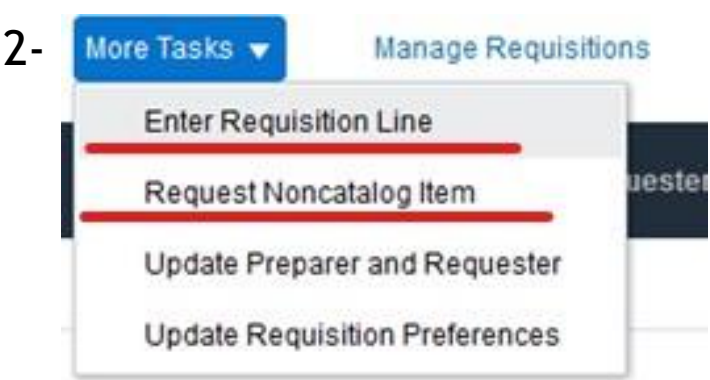 2- More Tasks ▼ Manage Requisitions
Enter Requisition Line
Request Noncatalog Item
Update Preparer and Requester
Update Requisition Preferences